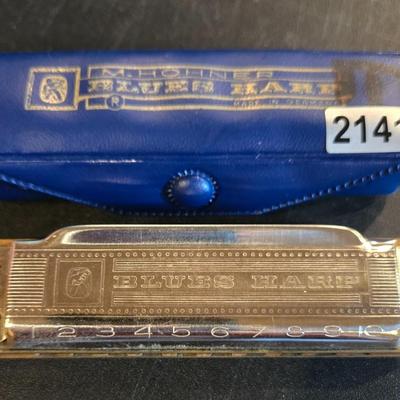 M. HOHNER
BLUES HARP
®
MADE IN GERMANY
2141
BLUES HARP
1 2 3 4 5 6 7 8 9 10